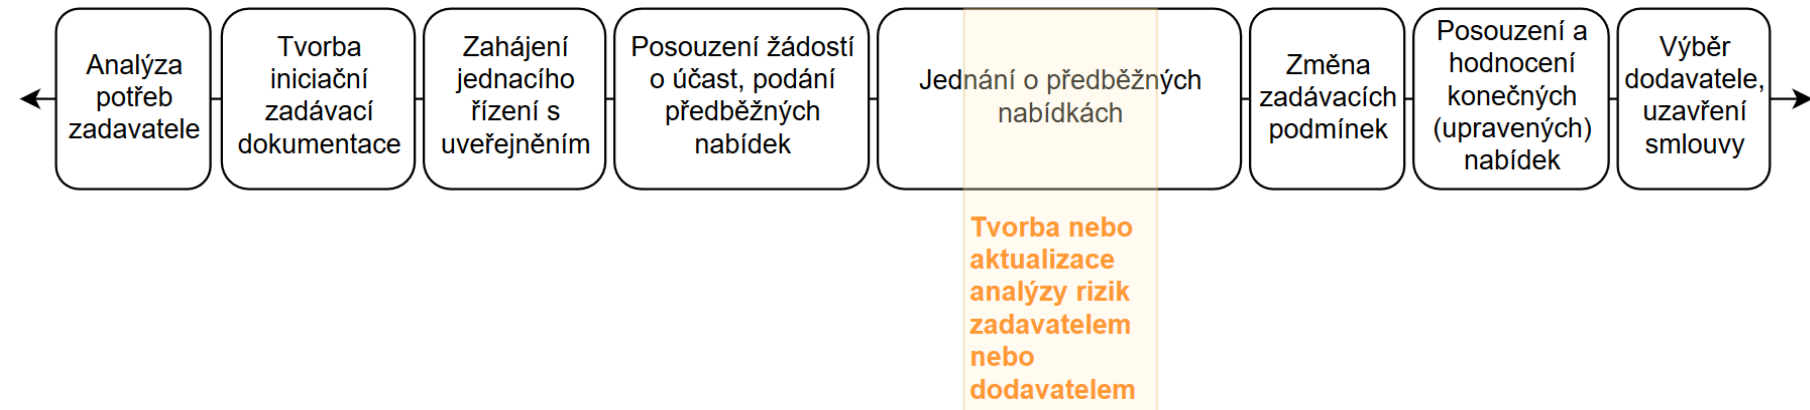 Analýza
potřeb
zadavatele
Tvorba
iniciační
zadávací
dokumentace
Zahájení
jednacího
řízení s
uveřejněním
Posouzení žádostí
o účast, podání
předběžných
nabídek
Jednání o předběžných
nabídkách
Změna
zadávacích
podmínek
Posouzení a
hodnocení
konečných
(upravených)
nabídek
Výběr
dodavatele,
uzavření
smlouvy
Tvorba nebo
aktualizace
analýzy rizik
zadavatelem
nebo
dodavatelem